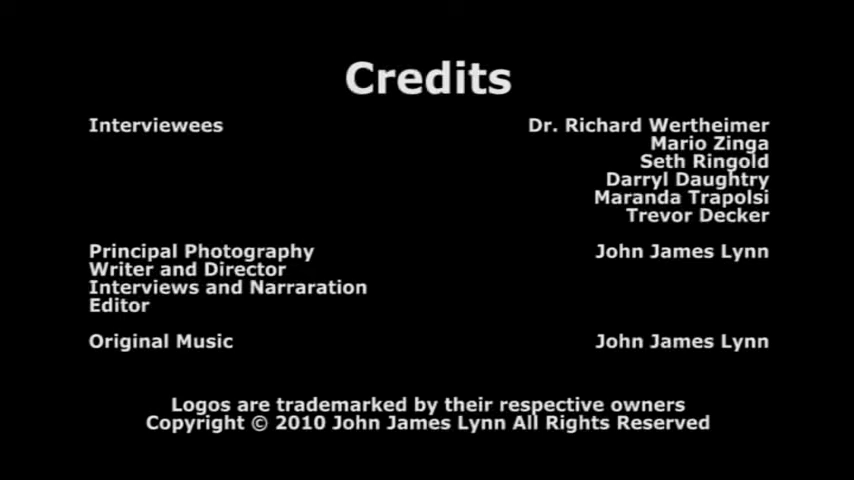 Credits
Interviewees Dr. Richard Wertheimer
Mario Zinga
Seth Ringold
Darryl Daughtry
Maranda Trapolsi
Trevor Decker
Principal Photography John James Lynn
Writer and Director
Interviews and Narraration
Editor
Original Music John James Lynn
Logos are trademarked by their respective owners
Copyright © 2010 John James Lynn All Rights Reserved